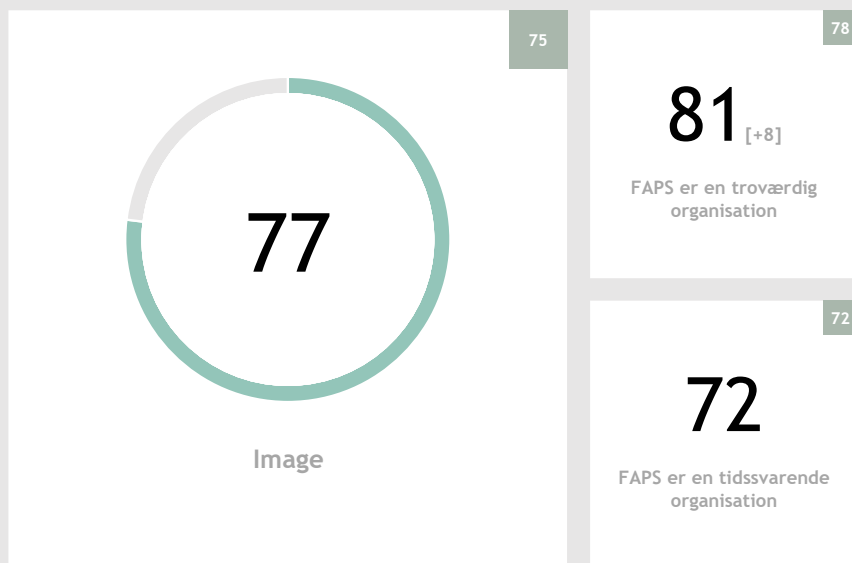 75
77
Image
78
81 [+8]
FAPS er en troværdig
organisation
72
72
FAPS er en tidssvarende
organisation